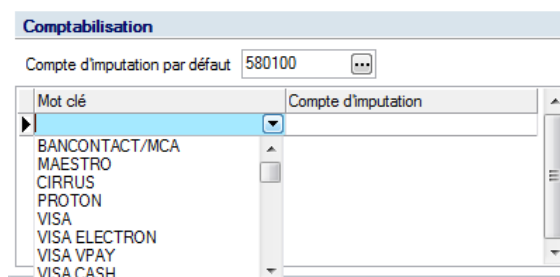 Comptabilisation
Compte d'imputation par défaut 580100 ...
Mot clé Compte d'imputation
BANCONTACT/MCA
MAESTRO
CIRRUS
PROTON
VISA
VISA ELECTRON
VISA VPAY
VISA CASH